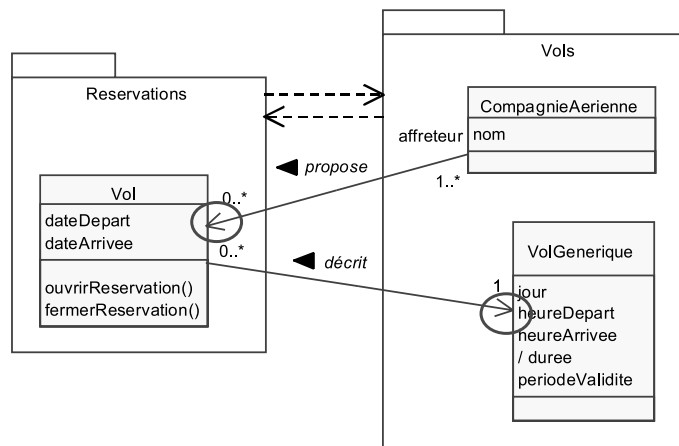 Reservations
Vols
CompagnieAerienne
nom
affreteur
propose
1..*
Vol
dateDepart
dateArrivee
ouvrirReservation()
fermerReservation()
0..*
0..*
décrit
1
VolGenerique
jour
heureDepart
heureArrivee
/ duree
periodeValidite